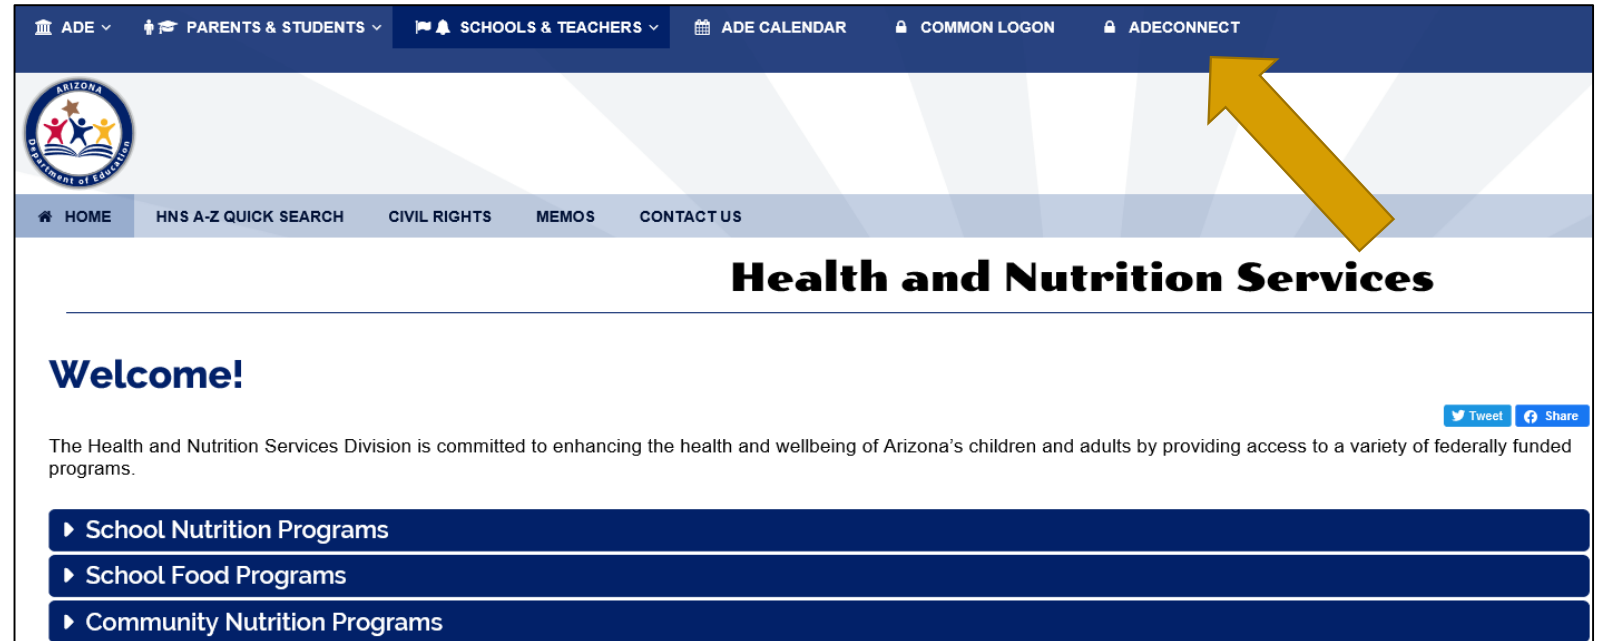 ADE PARENTS & STUDENTS SCHOOLS & TEACHERS ADE CALENDAR COMMON LOGON ADECONNECT
ARIZONA
Department of Education
HOME HNS A-Z QUICK SEARCH CIVIL RIGHTS MEMOS CONTACT US
Health and Nutrition Services
Welcome!
Tweet Share
The Health and Nutrition Services Division is committed to enhancing the health and wellbeing of Arizona’s children and adults by providing access to a variety of federally funded
programs.
School Nutrition Programs
School Food Programs
Community Nutrition Programs